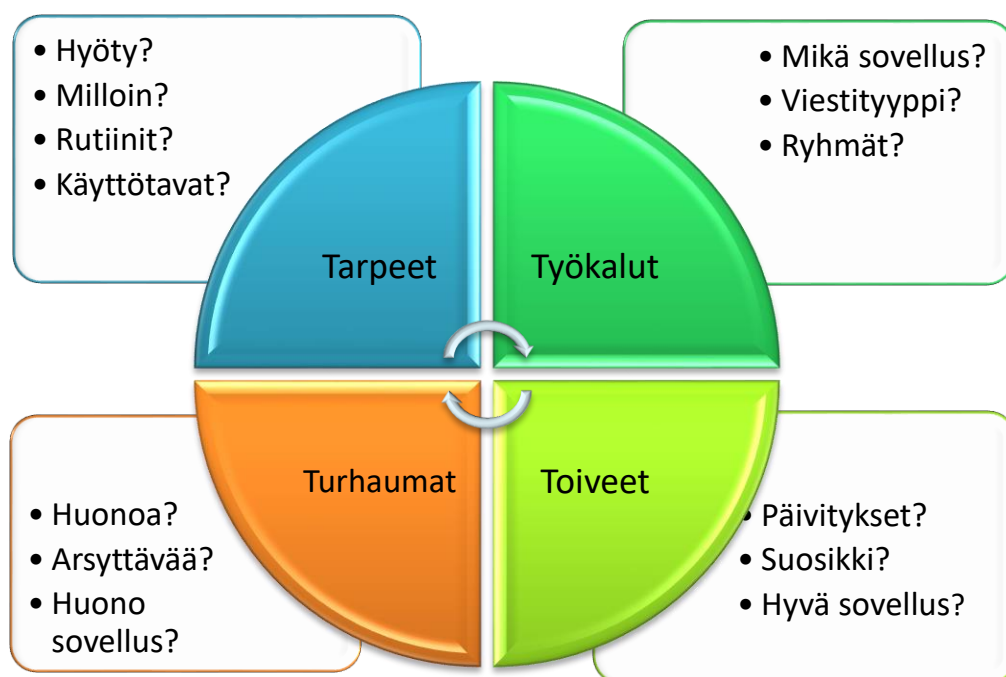 • Hyöty?
• Milloin?
• Rutiinit?
• Käyttötavat?
• Mikä sovellus?
• Viestityyppi?
• Ryhmät?
Tarpeet
Työkalut
Turhaumat
Toiveet
• Huonoa?
• Arsyttävää?
• Huono
sovellus?
• Päivitykset?
• Suosikki?
• Hyvä sovellus?